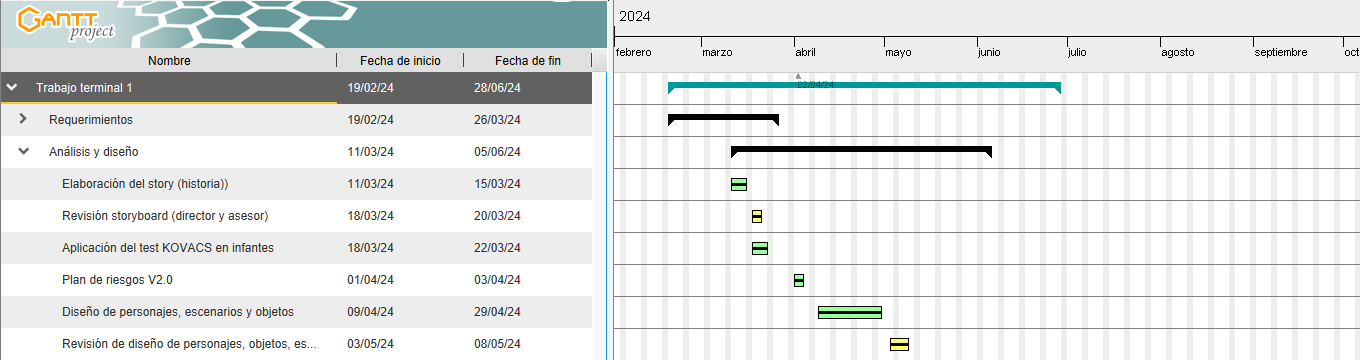 GANTT
project
2024
febrero marzo abril mayo junio julio agosto septiembre oct
Nombre Fecha de inicio Fecha de fin
Trabajo terminal 1 19/02/24 28/06/24
02/04/24
Requerimientos 19/02/24 26/03/24
Análisis y diseño 11/03/24 05/06/24
Elaboración del story (historia)) 11/03/24 15/03/24
Revisión storyboard (director y asesor) 18/03/24 20/03/24
Aplicación del test KOVACS en infantes 18/03/24 22/03/24
Plan de riesgos V2.0 01/04/24 03/04/24
Diseño de personajes, escenarios y objetos 09/04/24 29/04/24
Revisión de diseño de personajes, objetos, es... 03/05/24 08/05/24